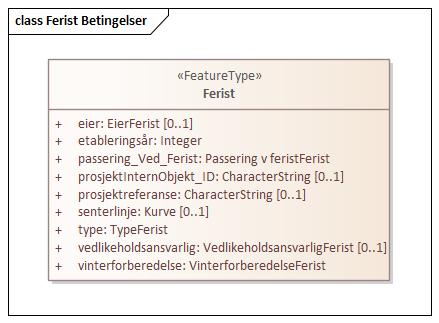 class Ferist Betingelser
«FeatureType»
Ferist
+ eier: EierFerist [0..1]
+ etableringsår: Integer
+ passering_Ved_Ferist: Passering v feristFerist
+ prosjektInternObjekt_ID: CharacterString [0..1]
+ prosjektreferanse: CharacterString [0..1]
+ senterlinje: Kurve [0..1]
+ type: TypeFerist
+ vedlikeholdsansvarlig: VedlikeholdsansvarligFerist [0..1]
+ vinterforberedelse: VinterforberedelseFerist